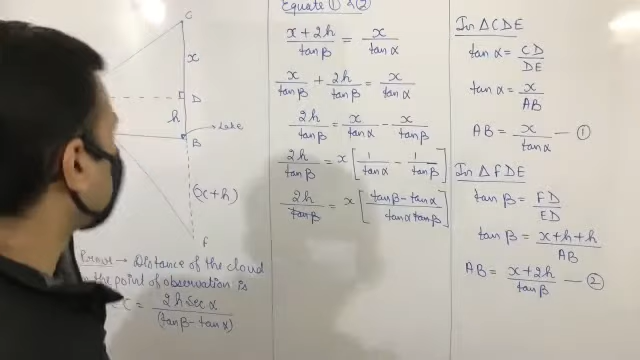 C
x
D
h
B
Lake
(x+h)
F
Prove → Distance of the cloud
the point of observation is
EC = 2h sec α / (tan β - tan α)
Equate ① & ②
x + 2h / tan β = x / tan α
x / tan β + 2h / tan β = x / tan α
2h / tan β = x / tan α - x / tan β
2h / tan β = x [ 1 / tan α - 1 / tan β ]
2h / tan β = x [ tan β - tan α / tan α tan β ]
In △CDE
tan α = CD / DE
tan α = x / AB
AB = x / tan α — ①
In △FDE
tan β = FD / ED
tan β = x + h + h / AB
AB = x + 2h / tan β — ②